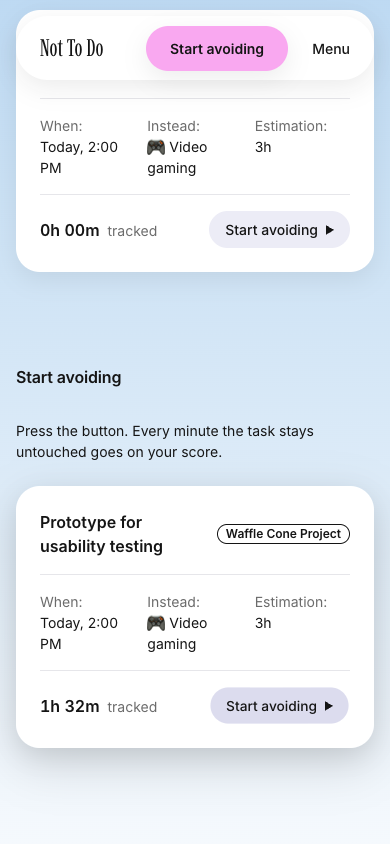 Not To Do
Start avoiding
Menu
When:
Today, 2:00
PM
Instead:
🎮 Video
gaming
Estimation:
3h
0h 00m tracked
Start avoiding
Start avoiding
Press the button. Every minute the task stays
untouched goes on your score.
Prototype for
usability testing
Waffle Cone Project
When:
Today, 2:00
PM
Instead:
🎮 Video
gaming
Estimation:
3h
1h 32m tracked
Start avoiding